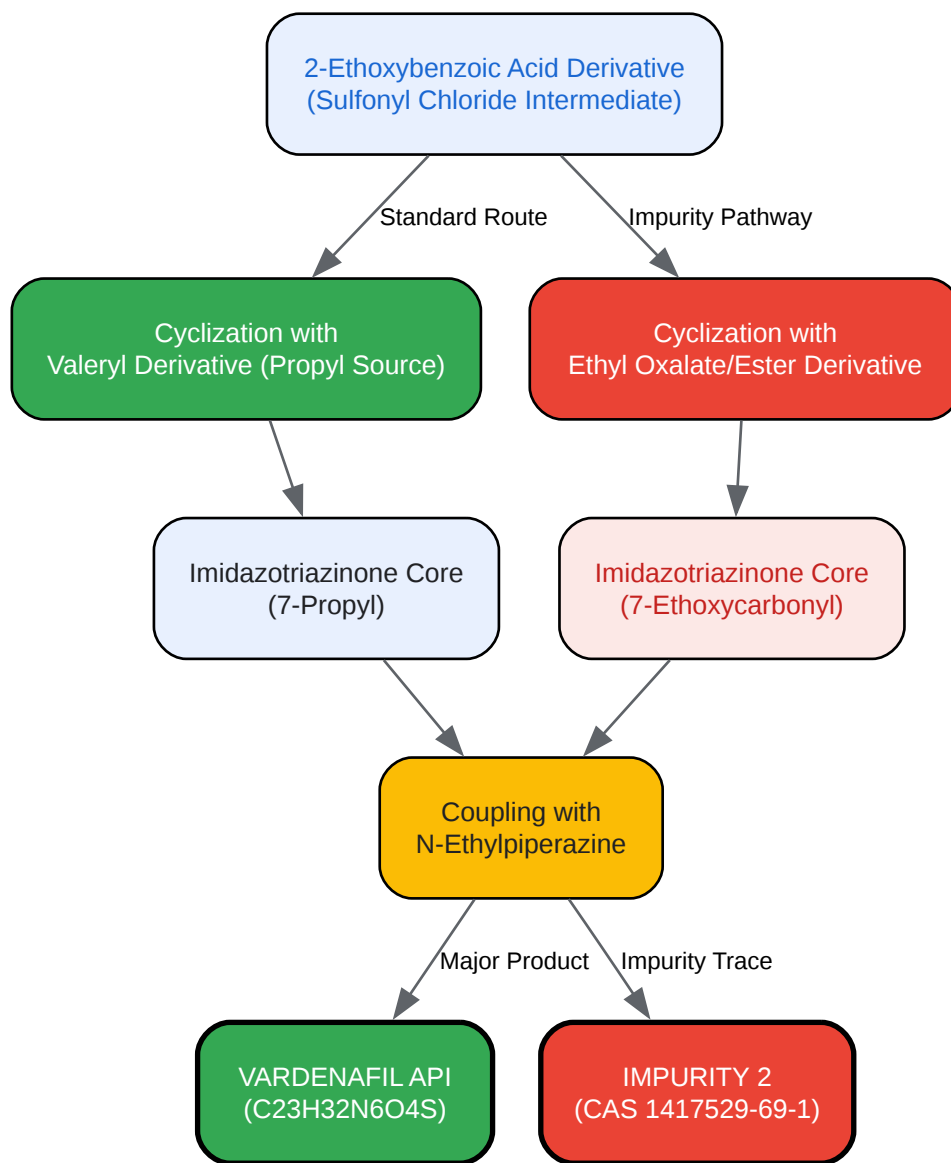 2-Ethoxybenzoic Acid Derivative
(Sulfonyl Chloride Intermediate)
Standard Route
Impurity Pathway
Cyclization with
Valeryl Derivative (Propyl Source)
Cyclization with
Ethyl Oxalate/Ester Derivative
Imidazotriazinone Core
(7-Propyl)
Imidazotriazinone Core
(7-Ethoxycarbonyl)
Coupling with
N-Ethylpiperazine
Major Product
Impurity Trace
VARDENAFIL API
(C23H32N6O4S)
IMPURITY 2
(CAS 1417529-69-1)